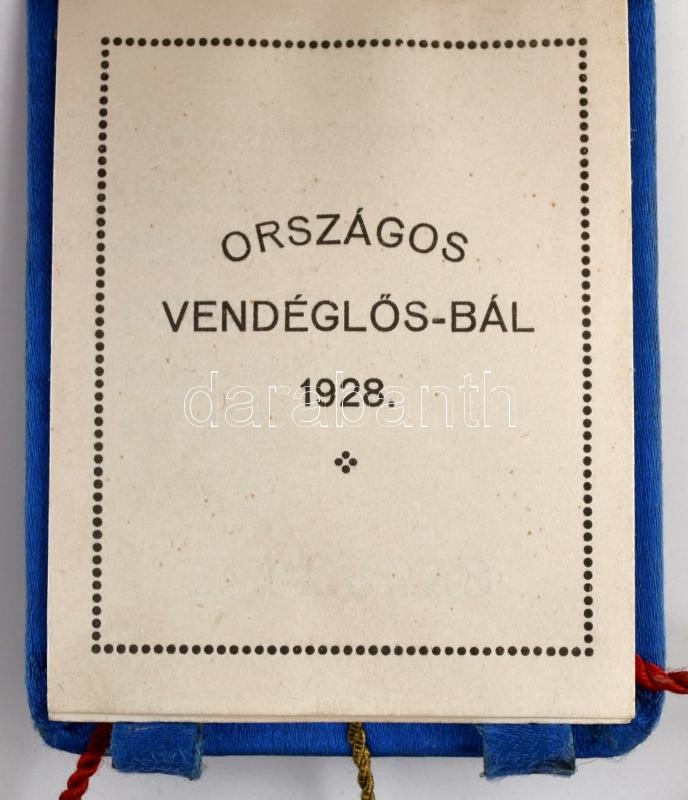 ORSZÁGOS
VENDÉGLŐS-BÁL
1928.
darabanth